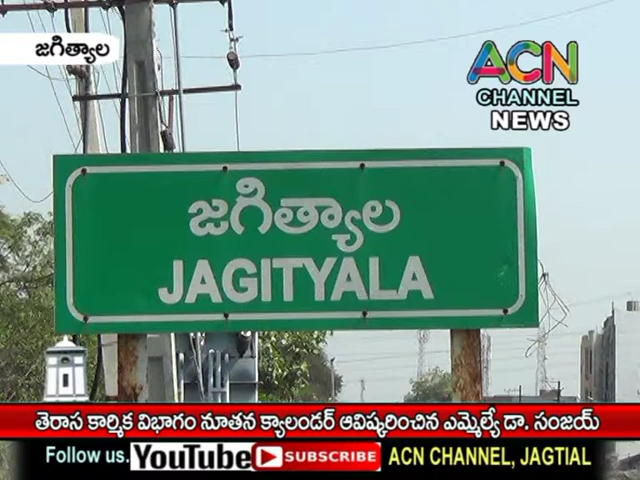 జగిత్యాల
ACN
CHANNEL
NEWS
జగిత్యాల
JAGITYALA
తెరాస కార్మిక విభాగం నూతన క్యాలండర్ ఆవిష్కరించిన ఎమ్మెల్యే డా. సంజయ్
Follow us. YouTube SUBSCRIBE ACN CHANNEL, JAGTIAL